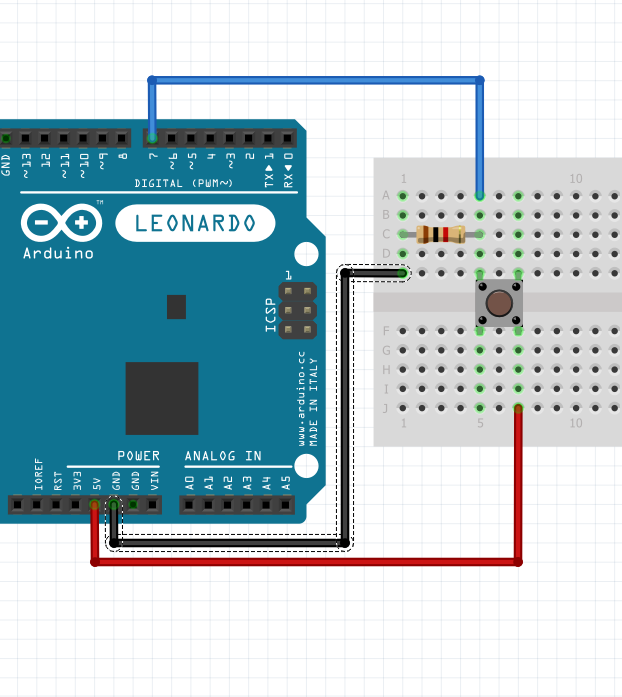 GND
~13
12
~11
~10
~9
8
7
~6
~5
4
~3
2
TX▶1
RX◀0
DIGITAL (PWM~)
TM
LEONARDO
Arduino
ICSP
1
www.arduino.cc
MADE IN ITALY
POWER
ANALOG IN
IOREF
RST
3V3
5V
GND
GND
VIN
A0
A1
A2
A3
A4
A5
1
10
A
B
C
D
F
G
H
I
J
1
5
10